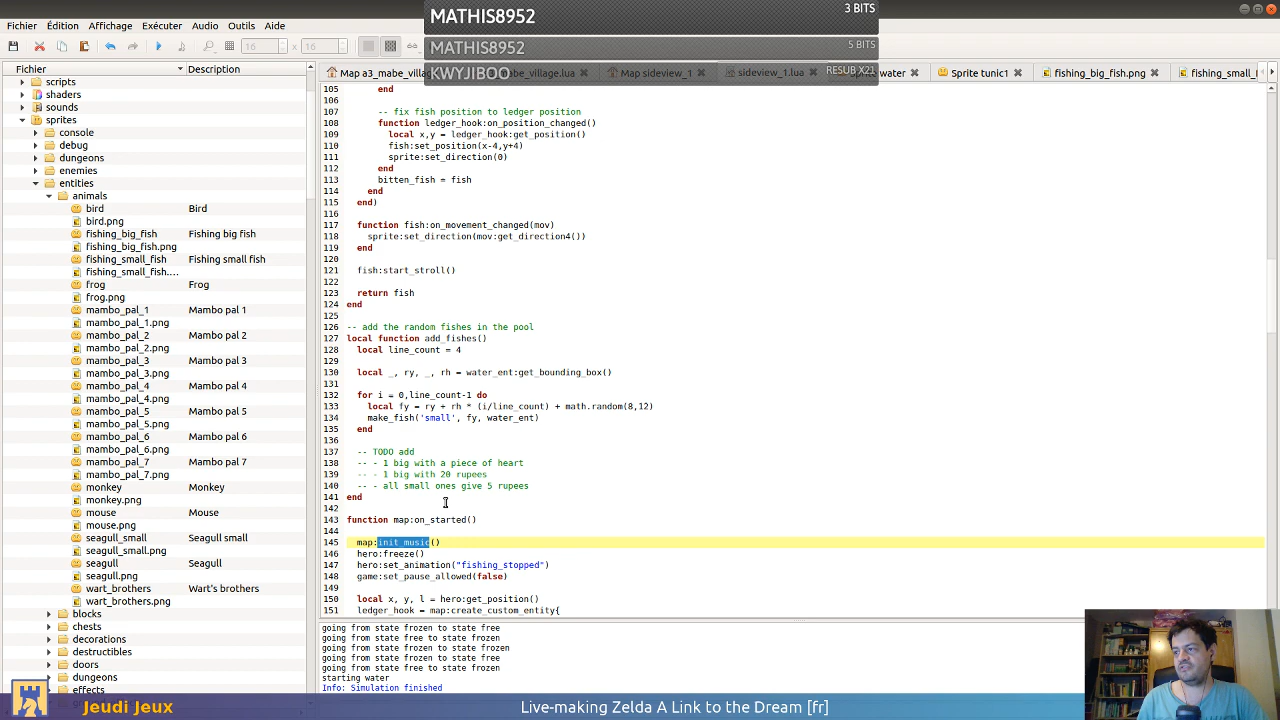 MATHIS8952 3 BITS
MATHIS8952 5 BITS
KWYJIBOO RESUB X21
Fichier Édition Affichage Exécuter Audio Outils Aide
16 x 16
Fichier Description
scripts
shaders
sounds
sprites
console
debug
dungeons
enemies
entities
animals
bird Bird
bird.png
fishing_big_fish Fishing big fish
fishing_big_fish.png
fishing_small_fish Fishing small fish
fishing_small_fish....
frog Frog
frog.png
mambo_pal_1 Mambo pal 1
mambo_pal_1.png
mambo_pal_2 Mambo pal 2
mambo_pal_2.png
mambo_pal_3 Mambo pal 3
mambo_pal_3.png
mambo_pal_4 Mambo pal 4
mambo_pal_4.png
mambo_pal_5 Mambo pal 5
mambo_pal_5.png
mambo_pal_6 Mambo pal 6
mambo_pal_6.png
mambo_pal_7 Mambo pal 7
mambo_pal_7.png
monkey Monkey
monkey.png
mouse Mouse
mouse.png
seagull_small Seagull small
seagull_small.png
seagull Seagull
seagull.png
wart_brothers Wart's brothers
wart_brothers.png
blocks
chests
decorations
destructibles
doors
dungeons
effects
Map a3_mabe_villag mabe_village.lua Map sideview_1 sideview_1.lua water Sprite tunic1 fishing_big_fish.png fishing_small_f
105 end
106
107 -- fix fish position to ledger position
108 function ledger_hook:on_position_changed()
109 local x,y = ledger_hook:get_position()
110 fish:set_position(x-4,y+4)
111 sprite:set_direction(0)
112 end
113 bitten_fish = fish
114 end
115 end)
116
117 function fish:on_movement_changed(mov)
118 sprite:set_direction(mov:get_direction4())
119 end
120
121 fish:start_stroll()
122
123 return fish
124 end
125
126 -- add the random fishes in the pool
127 local function add_fishes()
128 local line_count = 4
129
130 local _, ry, _, rh = water_ent:get_bounding_box()
131
132 for i = 0,line_count-1 do
133 local fy = ry + rh * (i/line_count) + math.random(8,12)
134 make_fish('small', fy, water_ent)
135 end
136
137 -- TODO add
138 -- - 1 big with a piece of heart
139 -- - 1 big with 20 rupees
140 -- - all small ones give 5 rupees
141 end
142
143 function map:on_started()
144
145 map:init_music()
146 hero:freeze()
147 hero:set_animation("fishing_stopped")
148 game:set_pause_allowed(false)
149
150 local x, y, l = hero:get_position()
151 ledger_hook = map:create_custom_entity{
going from state frozen to state free
going from state free to state frozen
going from state frozen to state frozen
going from state frozen to state free
going from state free to state frozen
starting water
Info: Simulation finished
Jeudi Jeux Live-making Zelda A Link to the Dream [fr]